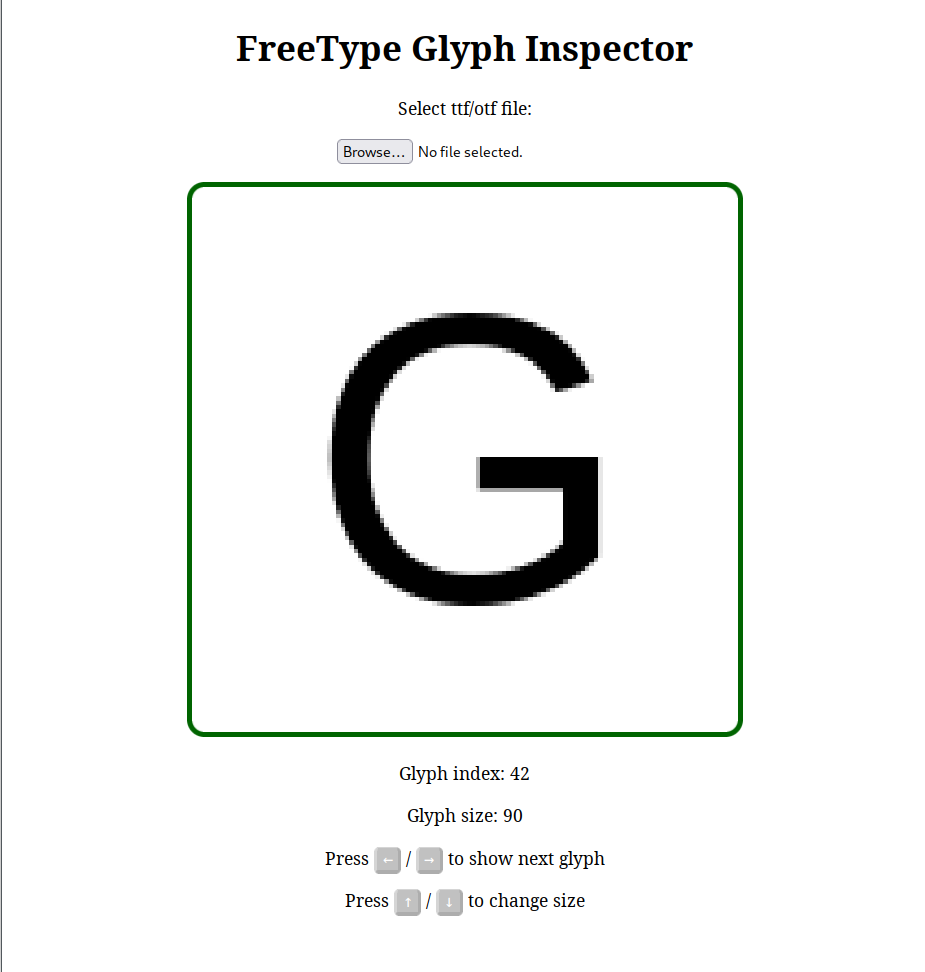 FreeType Glyph Inspector
Select ttf/otf file:
Browse... No file selected.
G
Glyph index: 42
Glyph size: 90
Press ← / → to show next glyph
Press ↑ / ↓ to change size